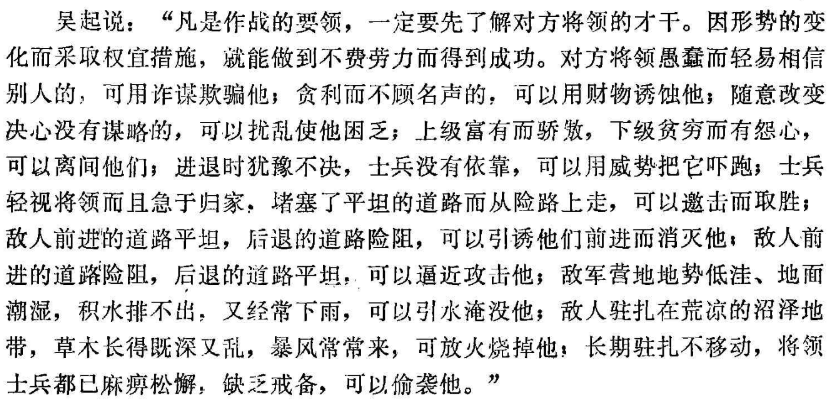 吴起说：“凡是作战的要领，一定要先了解对方将领的才干。因形势的变
化而采取权宜措施，就能做到不费劳力而得到成功。对方将领愚蠢而轻易相信
别人的，可用诈谋欺骗他；贪利而不顾名声的，可以用财物诱蚀他；随意改变
决心没有谋略的，可以扰乱使他困乏；上级富有而骄傲，下级贫穷而有怨心，
可以离间他们；进退时犹豫不决，士兵没有依靠，可以用威势把它吓跑；士兵
轻视将领而且急于归家，堵塞了平坦的道路而从险路上走，可以邀击而取胜；
敌人前进的道路平坦，后退的道路险阻，可以引诱他们前进而消灭他；敌人前
进的道路险阻，后退的道路平坦，可以逼近攻击他；敌军营地地势低洼、地面
潮湿，积水排不出，又经常下雨，可以引水淹没他；敌人驻扎在荒凉的沼泽地
带，草木长得既深又乱，暴风常常来，可放火烧掉他；长期驻扎不移动，将领
士兵都已麻痹松懈，缺乏戒备，可以偷袭他。”